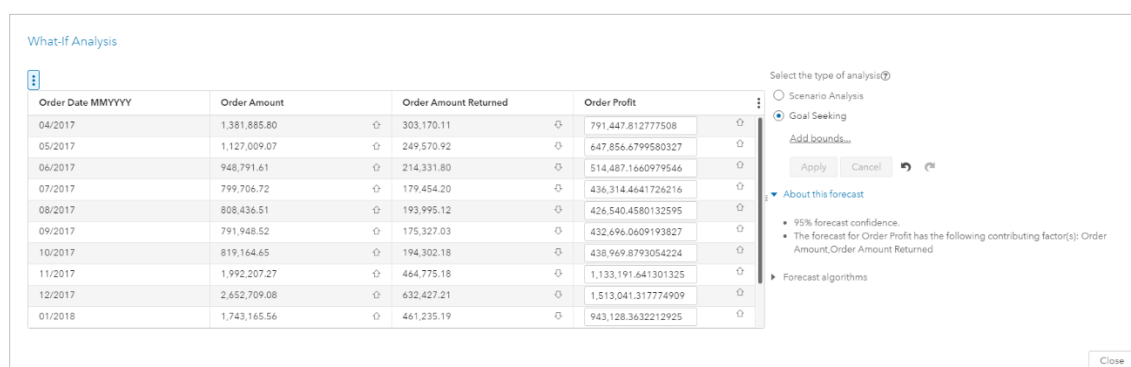 What-If Analysis
Select the type of analysis
Scenario Analysis
Goal Seeking
Add bounds...
Apply Cancel
About this forecast
• 95% forecast confidence.
• The forecast for Order Profit has the following contributing factor(s): Order
Amount,Order Amount Returned
Forecast algorithms
Order Date MMYYYY Order Amount Order Amount Returned Order Profit
04/2017 1,381,885.80 303,170.11 791,447.812777508
05/2017 1,127,009.07 249,570.92 647,856.6799580327
06/2017 948,791.61 214,331.80 514,487.1660979546
07/2017 799,706.72 179,454.20 436,314.4641726216
08/2017 808,436.51 193,995.12 426,540.4580132595
09/2017 791,948.52 175,327.03 432,696.0609193827
10/2017 819,164.65 194,302.18 438,969.8793054224
11/2017 1,992,207.27 464,775.18 1,133,191.641301325
12/2017 2,652,709.08 632,427.21 1,513,041.317774909
01/2018 1,743,165.56 461,235.19 943,128.3632212925
Close